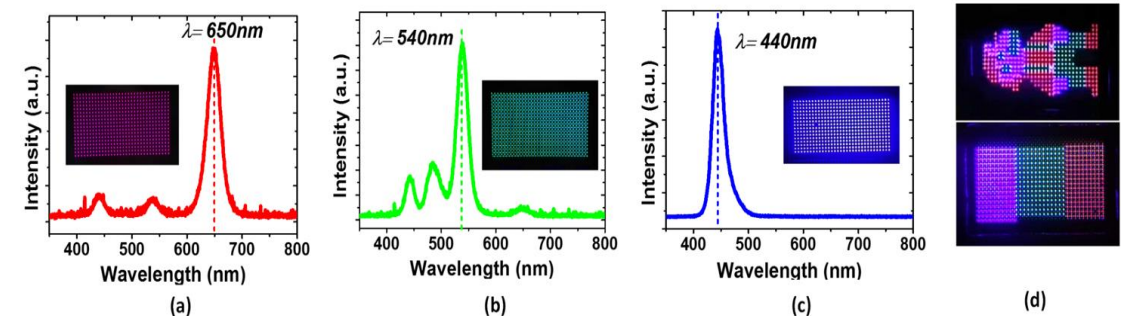 λ= 650nm
Intensity (a.u.)
400 500 600 700 800
Wavelength (nm)
(a)
λ= 540nm
Intensity (a.u.)
400 500 600 700 800
Wavelength (nm)
(b)
λ= 440nm
Intensity (a.u.)
400 500 600 700 800
Wavelength (nm)
(c)
(d)